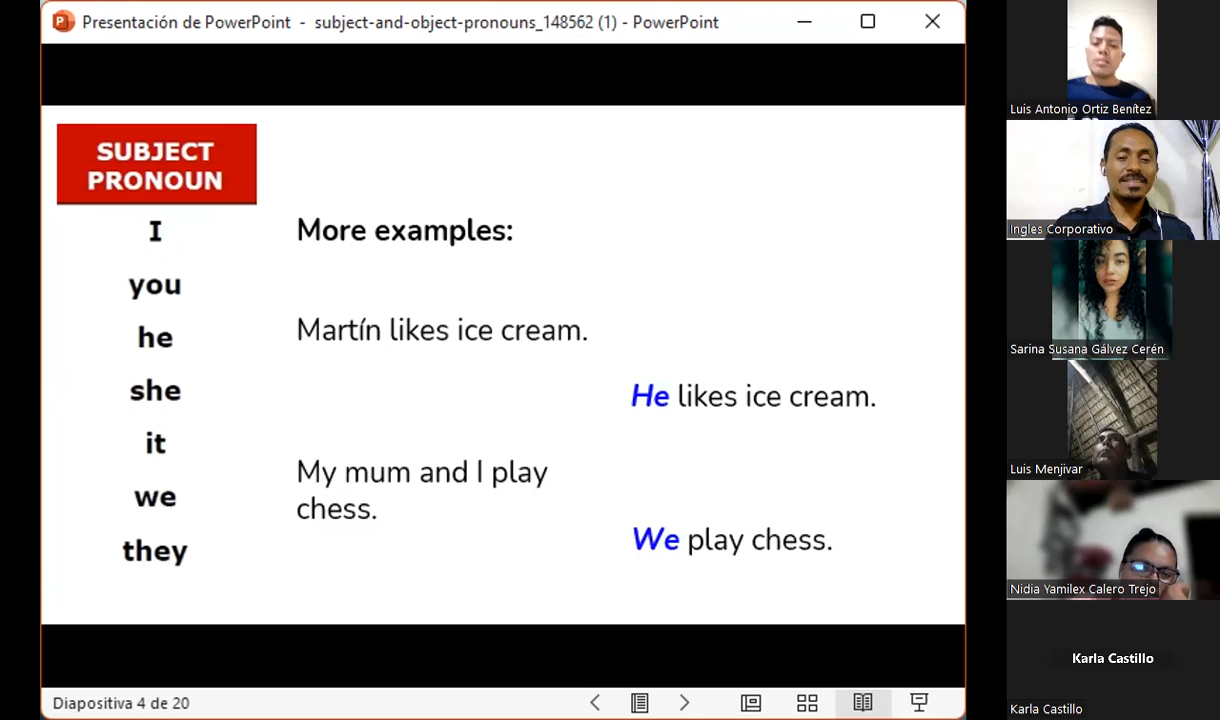 Presentación de PowerPoint - subject-and-object-pronouns_148562 (1) - PowerPoint
SUBJECT
PRONOUN
I
you
he
she
it
we
they
More examples:
Martín likes ice cream.
He likes ice cream.
My mum and I play
chess.
We play chess.
Diapositiva 4 de 20
Luis Antonio Ortiz Benítez
Ingles Corporativo
Sarina Susana Gálvez Cerén
Luis Menjivar
Nidia Yamilex Calero Trejo
Karla Castillo
Karla Castillo